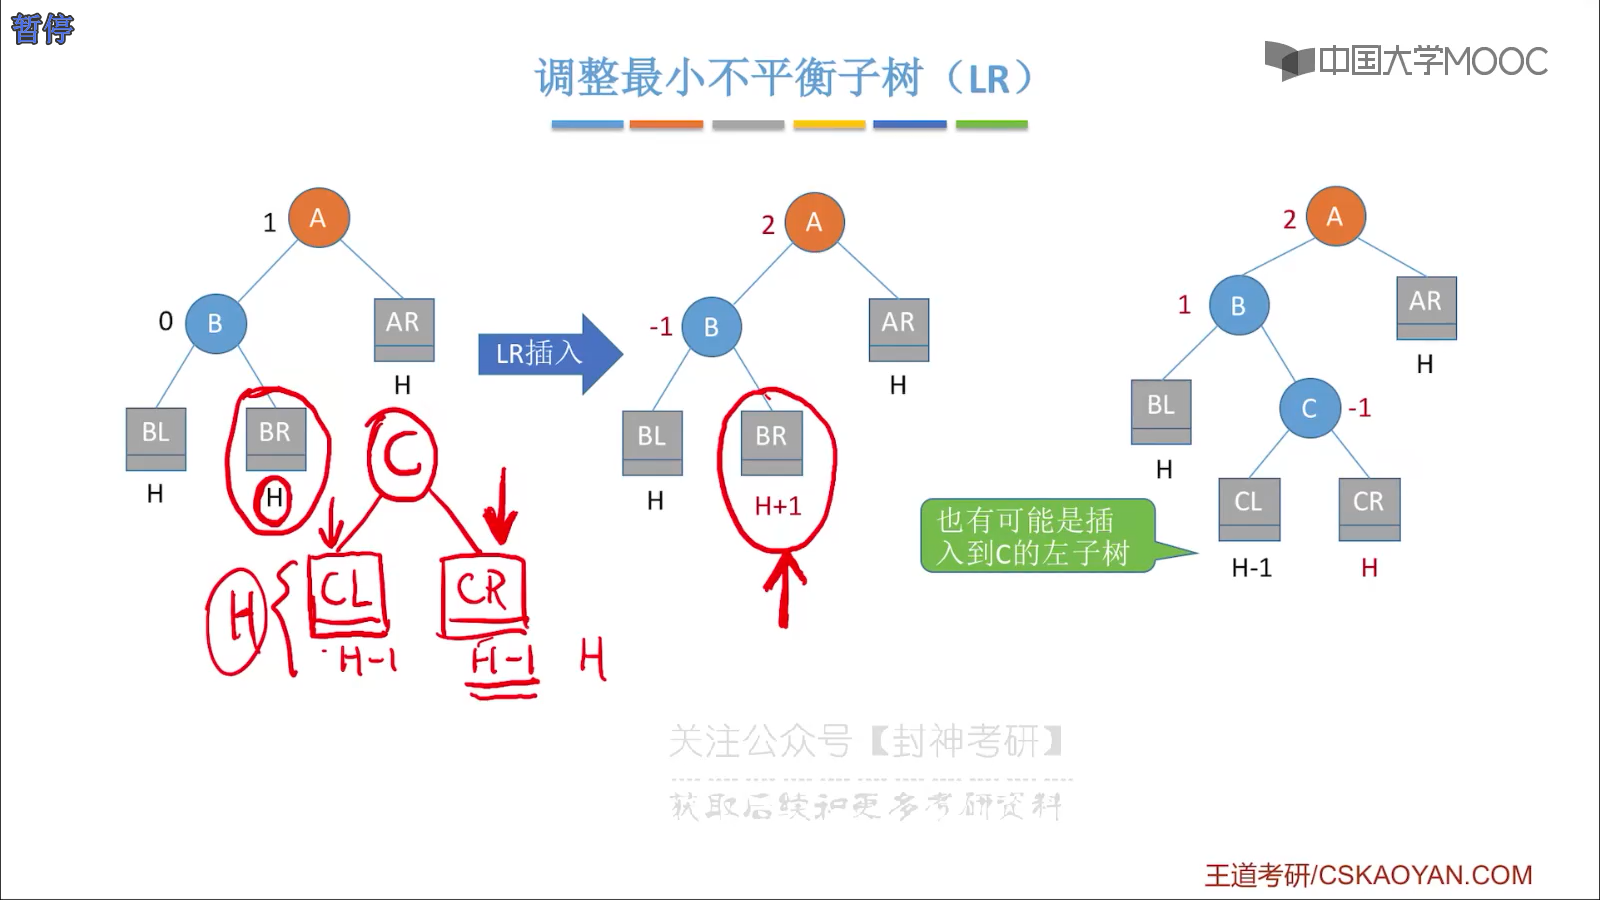 暂停
中国大学MOOC
调整最小不平衡子树（LR）
1
A
0
B
AR
H
BL
H
BR
H
C
CL
CR
H
H-1
H-1
H
LR插入
2
A
-1
B
AR
H
BL
H
BR
H+1
2
A
1
B
AR
H
BL
H
C
-1
CL
H-1
CR
H
也有可能是插
入到C的左子树
关注公众号【封神考研】
获取后续和更多考研资料
王道考研/CSKAOYAN.COM